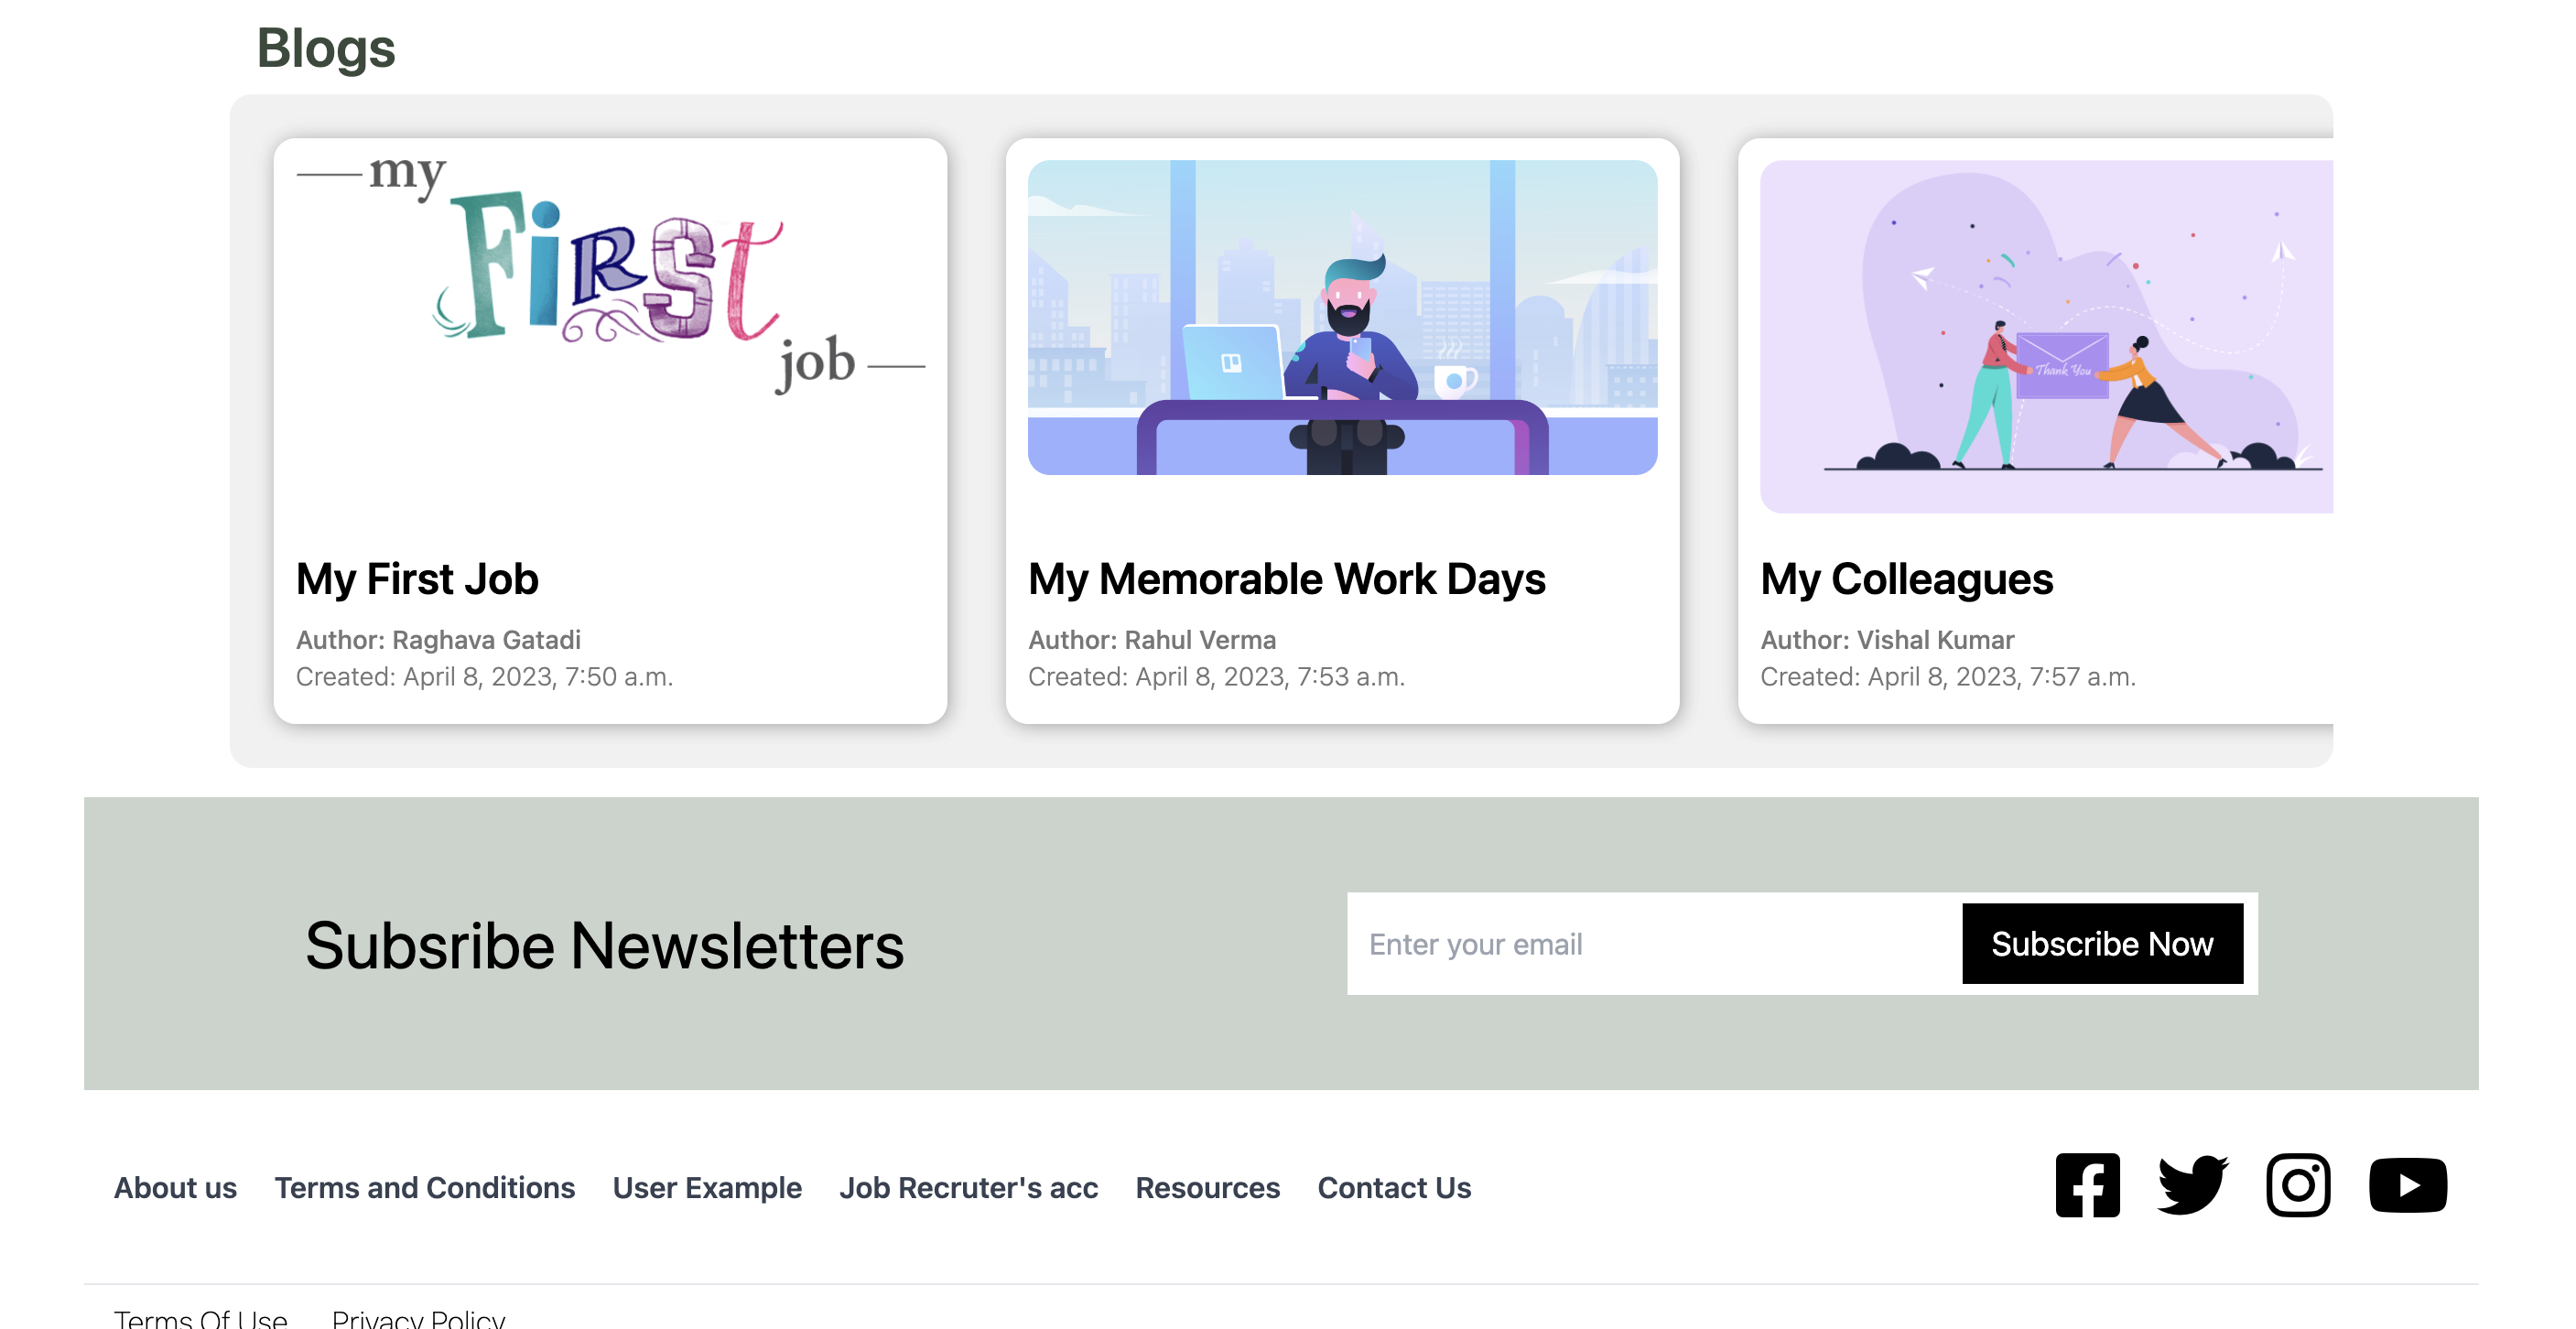 Blogs
my
First
job
Thank You
My First Job
Author: Raghava Gatadi
Created: April 8, 2023, 7:50 a.m.
My Memorable Work Days
Author: Rahul Verma
Created: April 8, 2023, 7:53 a.m.
My Colleagues
Author: Vishal Kumar
Created: April 8, 2023, 7:57 a.m.
Subsribe Newsletters
Enter your email
Subscribe Now
About us
Terms and Conditions
User Example
Job Recruter's acc
Resources
Contact Us
Terms Of Use
Privacy Policy